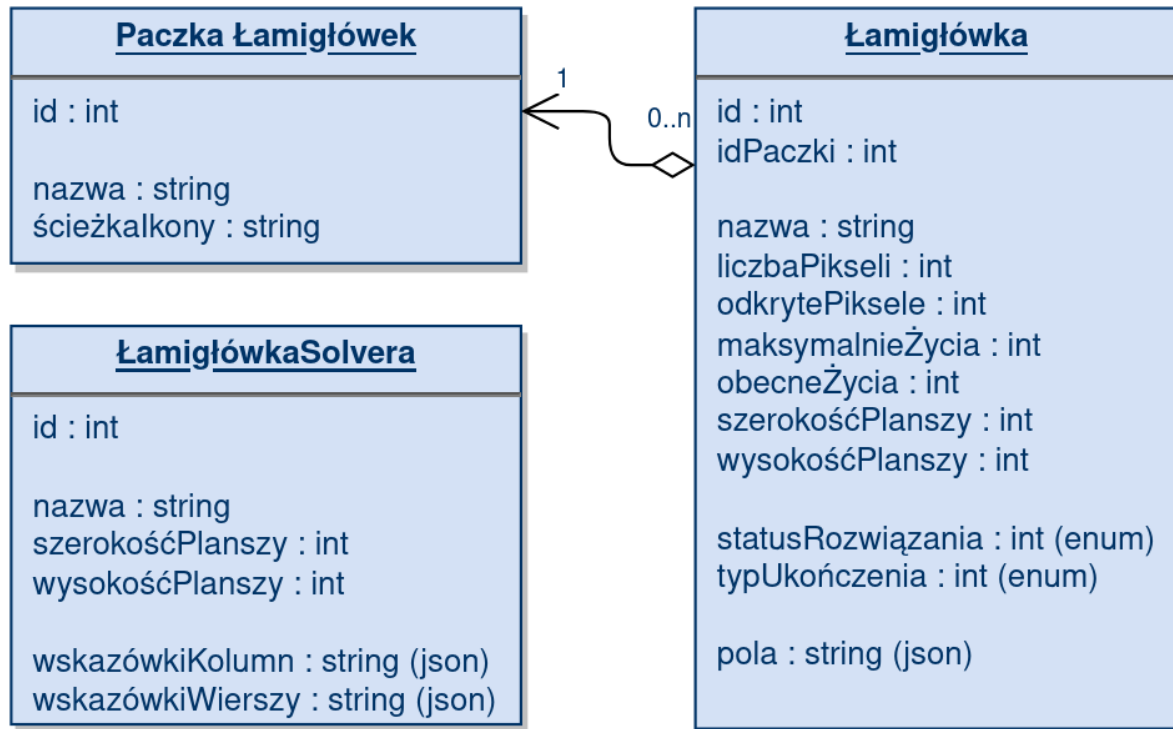 Paczka Łamigłówek
id : int
nazwa : string
ścieżkaIkony : string
1
0..n
Łamigłówka
id : int
idPaczki : int
nazwa : string
liczbaPikseli : int
odkrytePiksele : int
maksymalnieŻycia : int
obecneŻycia : int
szerokośćPlanszy : int
wysokośćPlanszy : int
statusRozwiązania : int (enum)
typUkończenia : int (enum)
pola : string (json)
ŁamigłówkaSolvera
id : int
nazwa : string
szerokośćPlanszy : int
wysokośćPlanszy : int
wskazówkiKolumn : string (json)
wskazówkiWierszy : string (json)